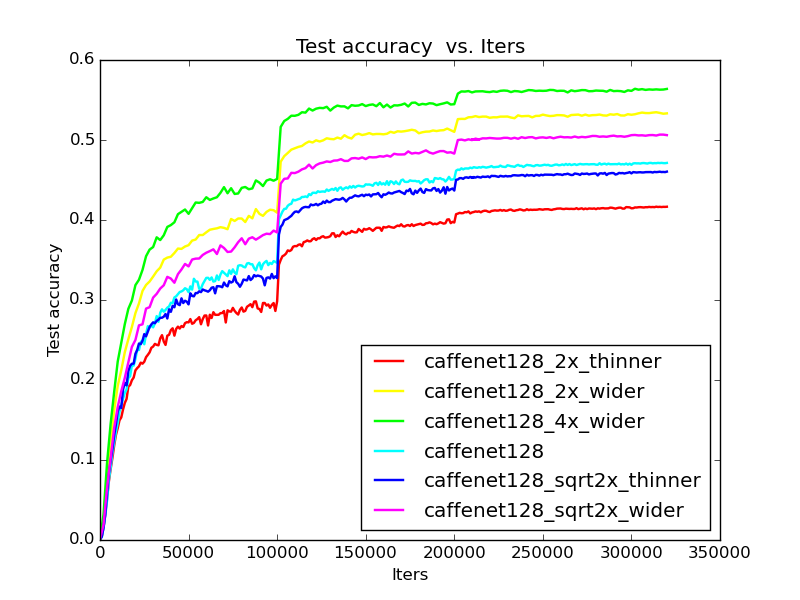 Test accuracy  vs. Iters
0.6
0.5
0.4
0.3
0.2
0.1
0.0
Test accuracy
caffenet128_2x_thinner
caffenet128_2x_wider
caffenet128_4x_wider
caffenet128
caffenet128_sqrt2x_thinner
caffenet128_sqrt2x_wider
0 50000 100000 150000 200000 250000 300000 350000
Iters